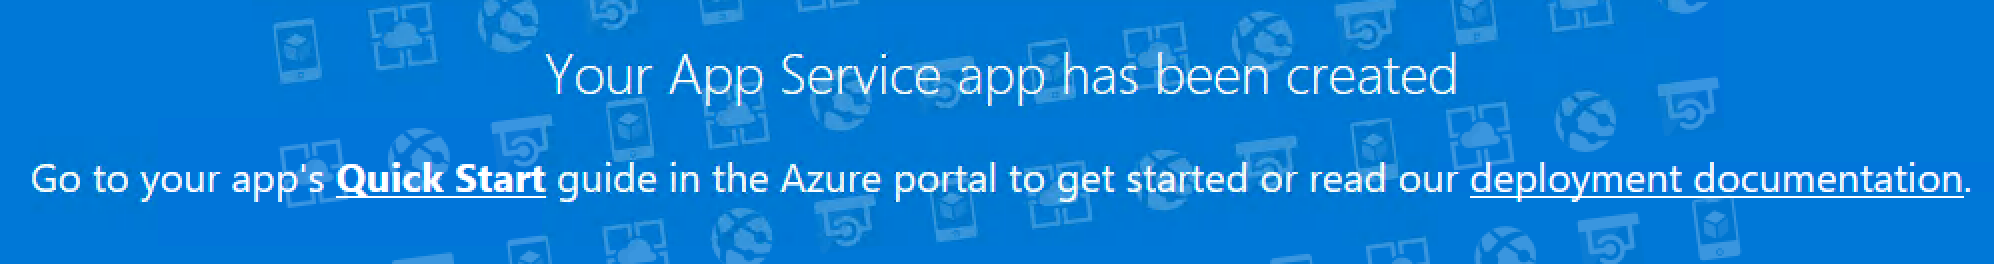 Your App Service app has been created
Go to your app's Quick Start guide in the Azure portal to get started or read our deployment documentation.